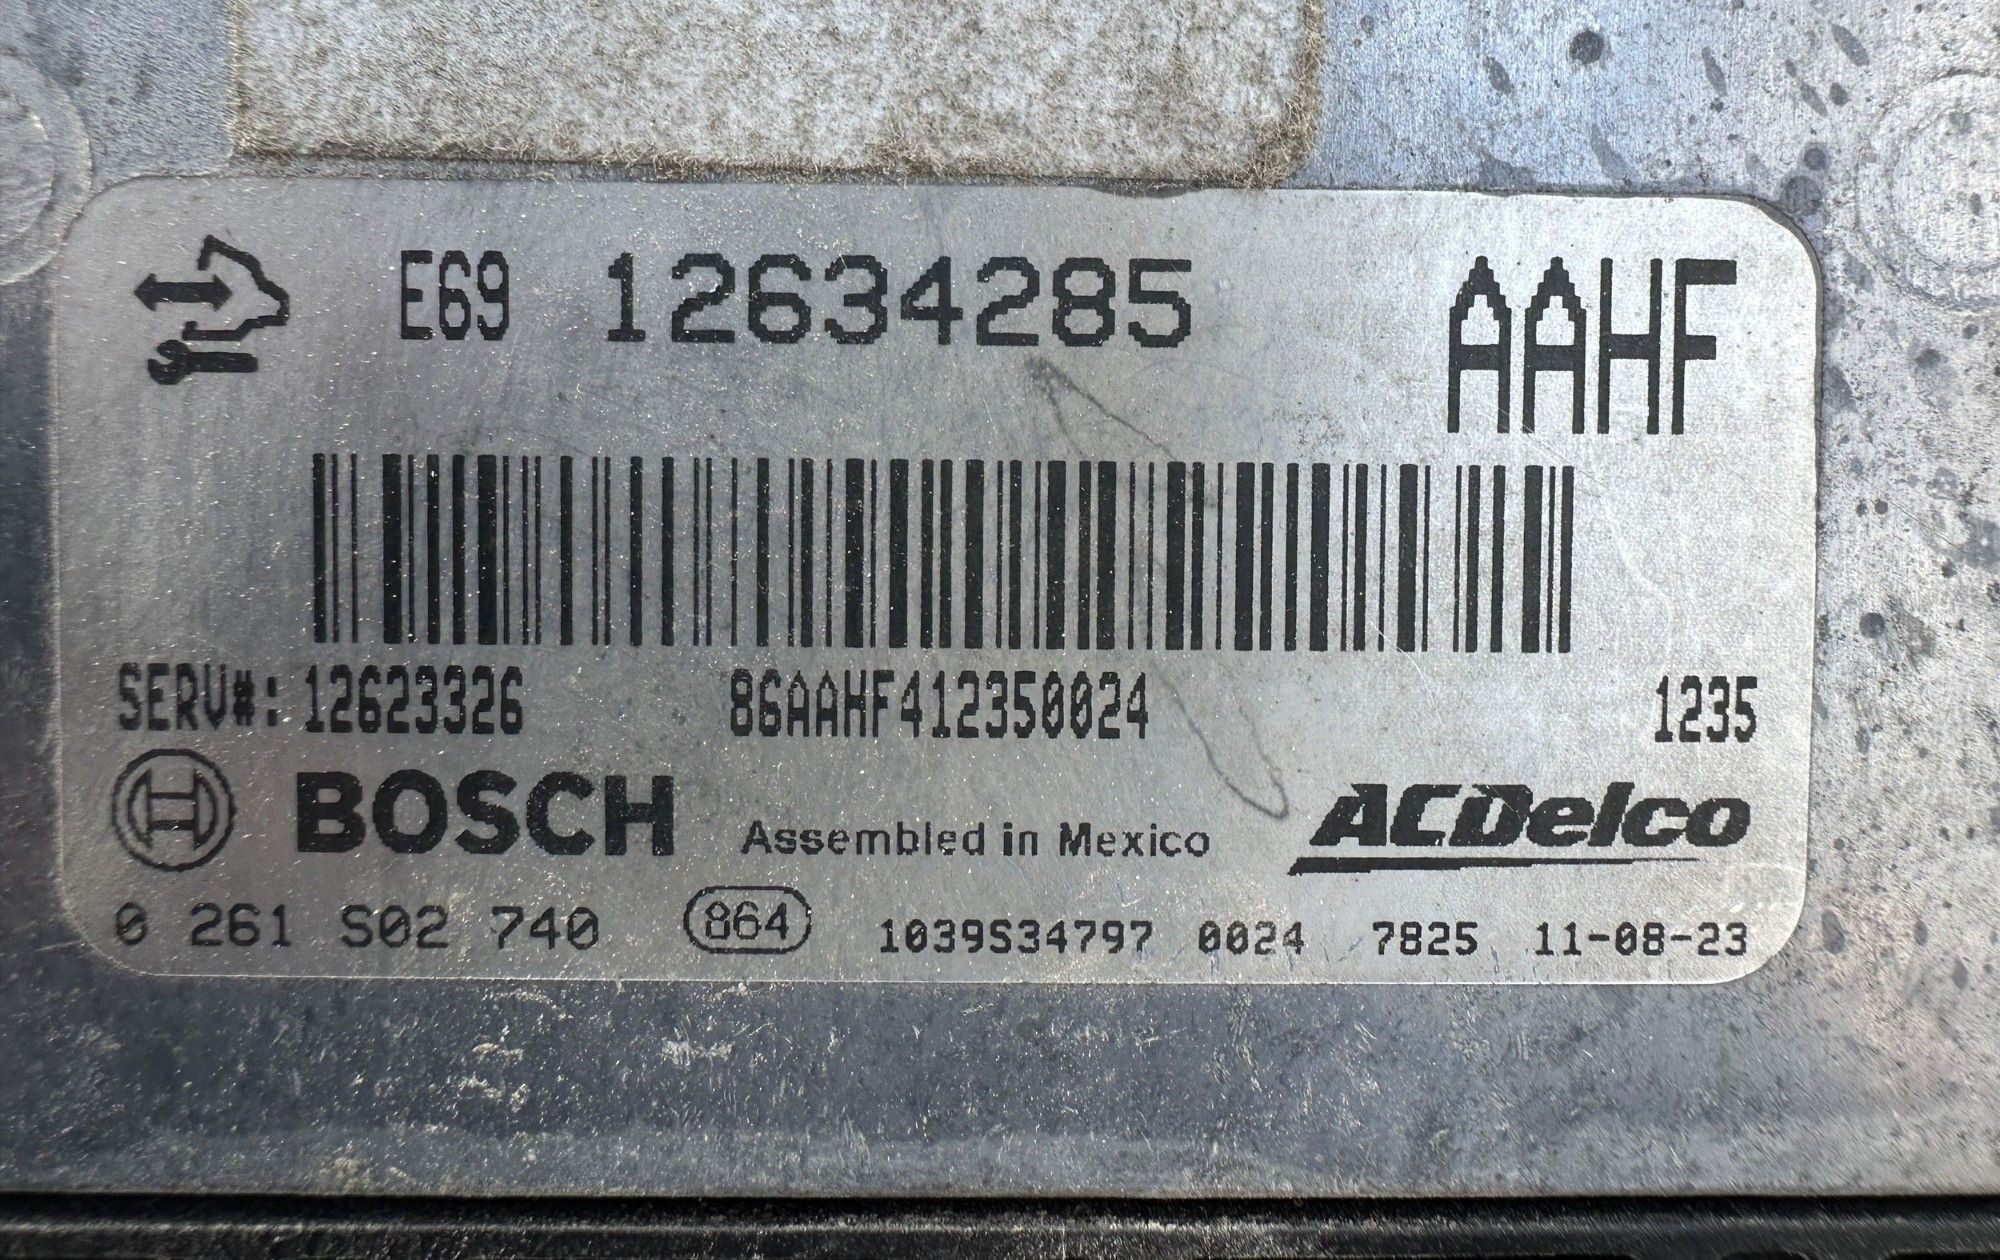 E69 12634285 AAHF
SERV#: 12623326 86AAHF412350024 1235
BOSCH Assembled in Mexico ACDelco
0 261 S02 740 864 1039S34797 0024 7825 11-08-23